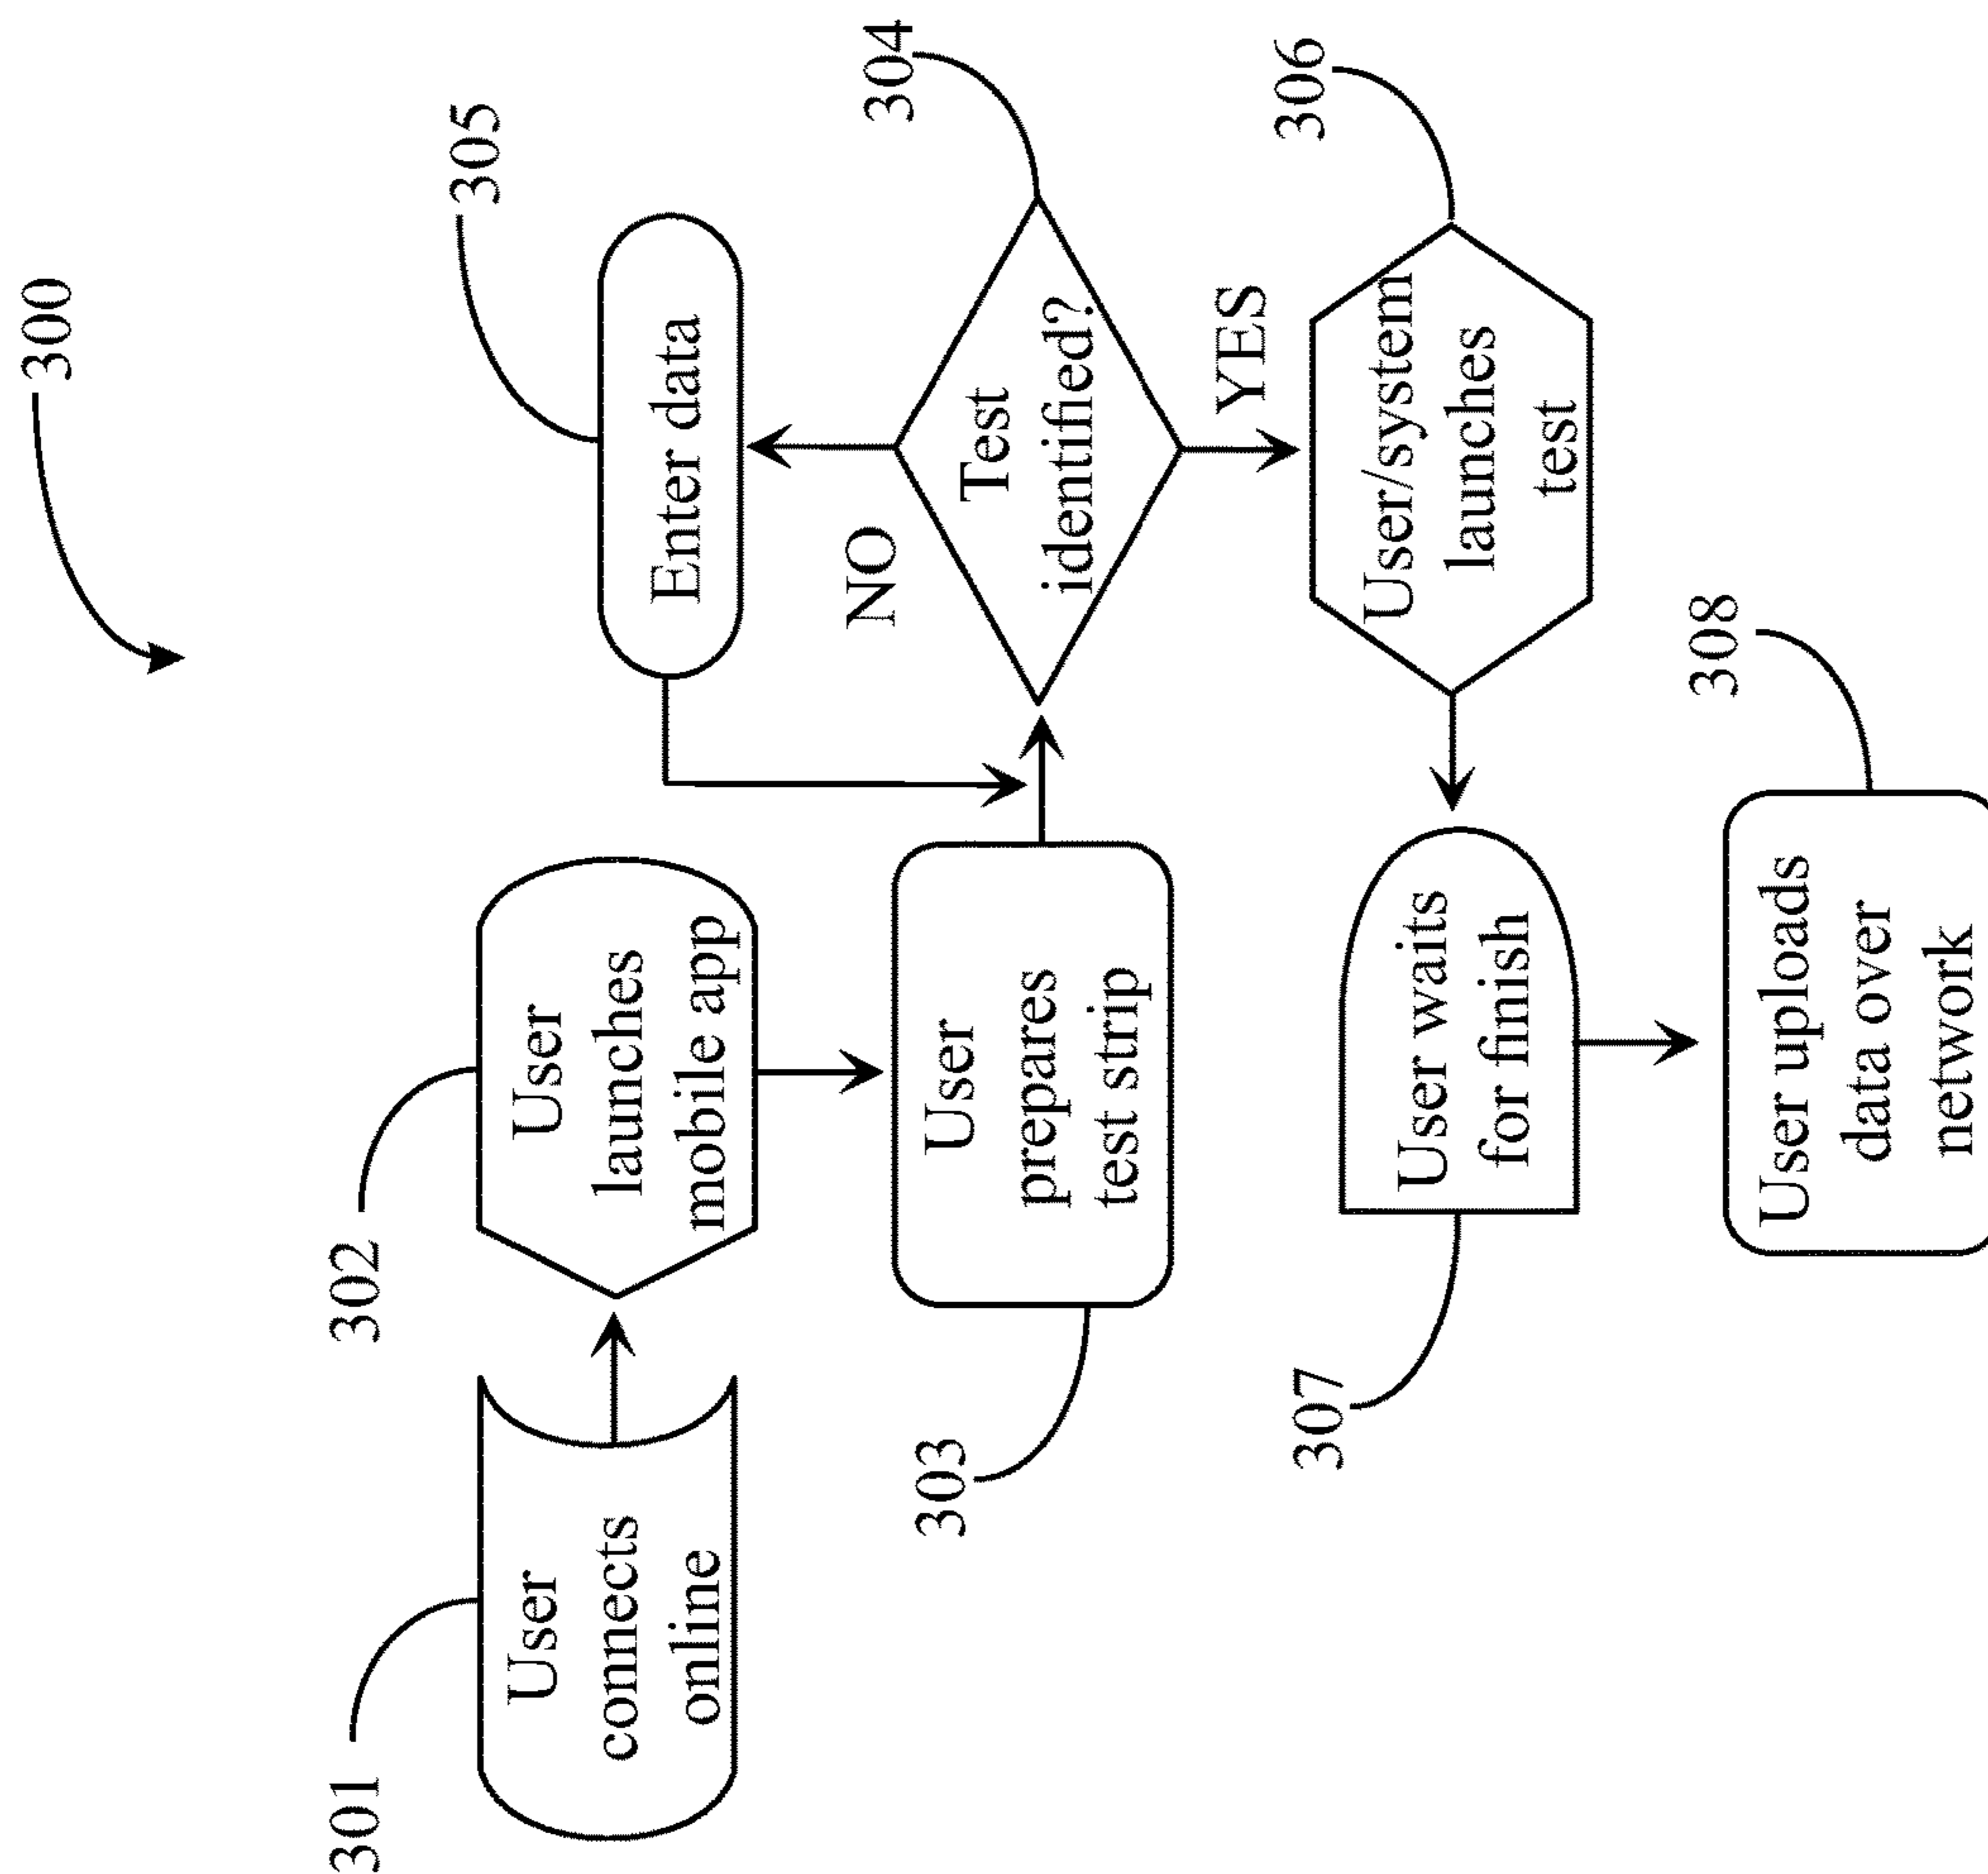 300
301
User
connects
online
302
User
launches
mobile app
305
Enter data
303
User
prepares
test strip
NO
304
Test
identified?
YES
307
User waits
for finish
306
User/system
launches
test
308
User uploads
data over
network